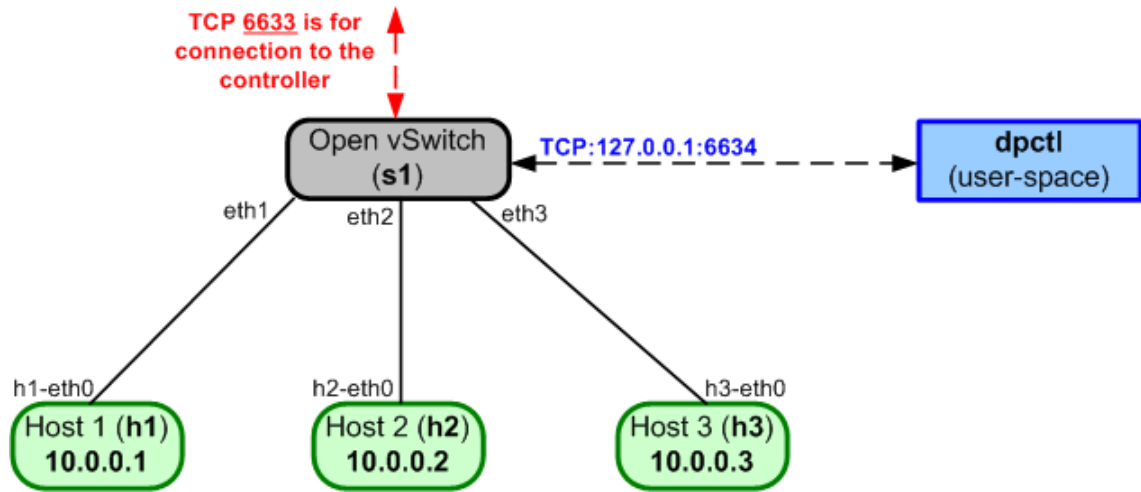 TCP 6633 is for
connection to the
controller
Open vSwitch
(s1)
TCP:127.0.0.1:6634
dpctl
(user-space)
eth1
eth2
eth3
h1-eth0
h2-eth0
h3-eth0
Host 1 (h1)
10.0.0.1
Host 2 (h2)
10.0.0.2
Host 3 (h3)
10.0.0.3